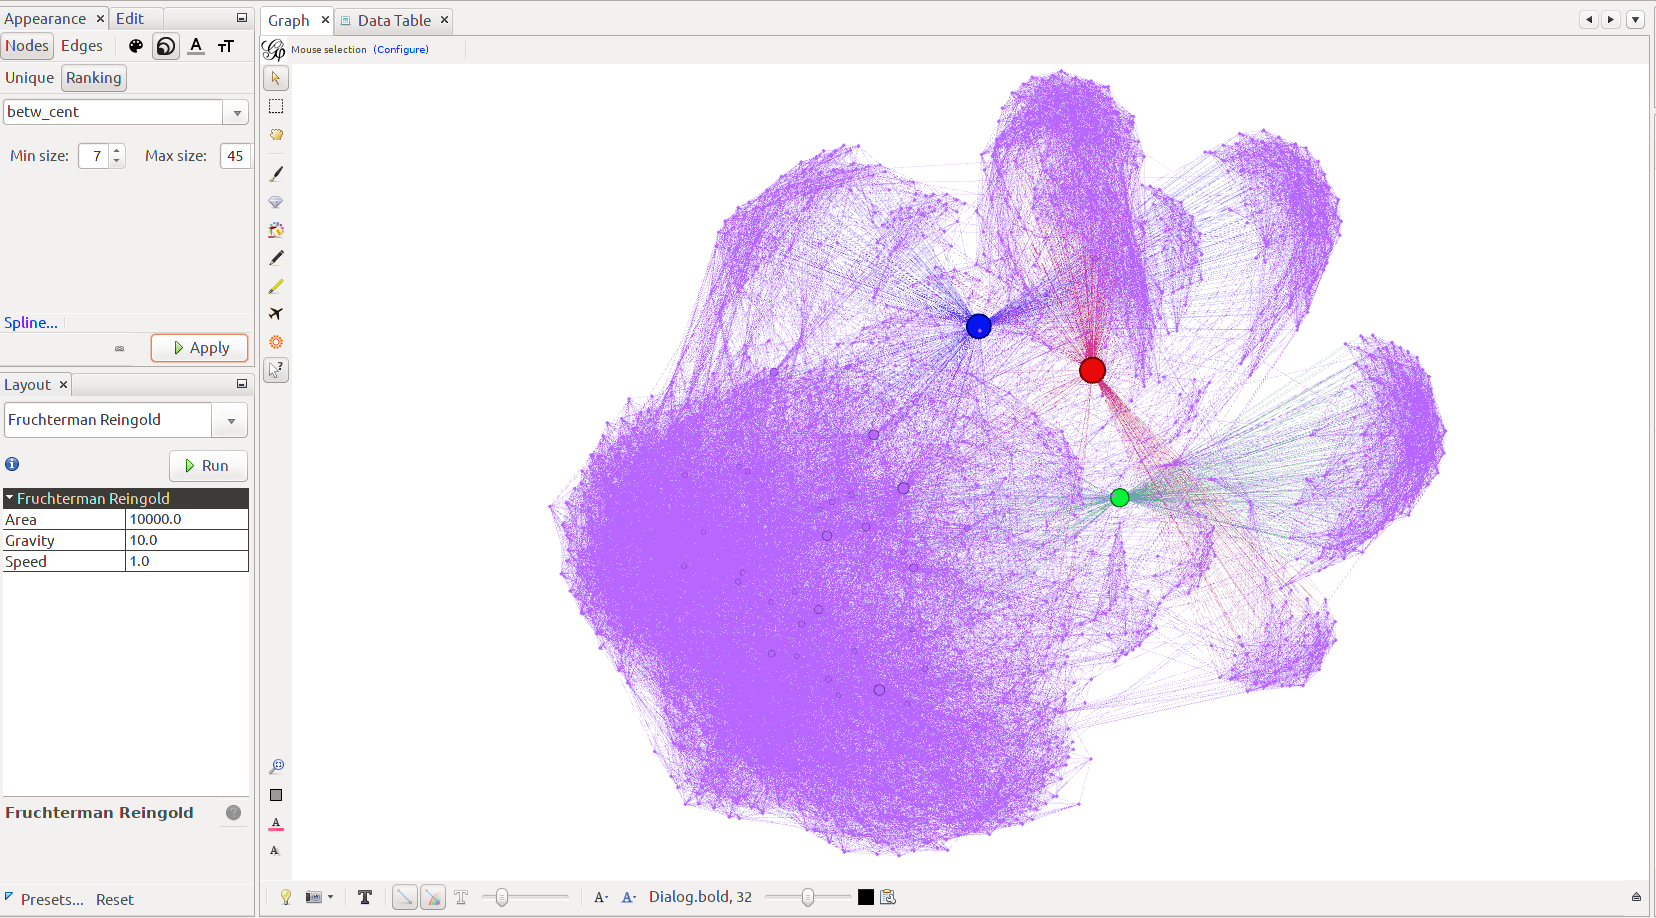 Appearance × Edit
Graph × Data Table ×
Nodes Edges A TT
Mouse selection (Configure)
Unique Ranking
betw_cent
Min size: 7 Max size: 45
Spline...
Apply
Layout ×
Fruchterman Reingold
Run
Fruchterman Reingold
Area 10000.0
Gravity 10.0
Speed 1.0
Fruchterman Reingold ?
A
A
Presets... Reset
T T A- A- Dialog.bold, 32